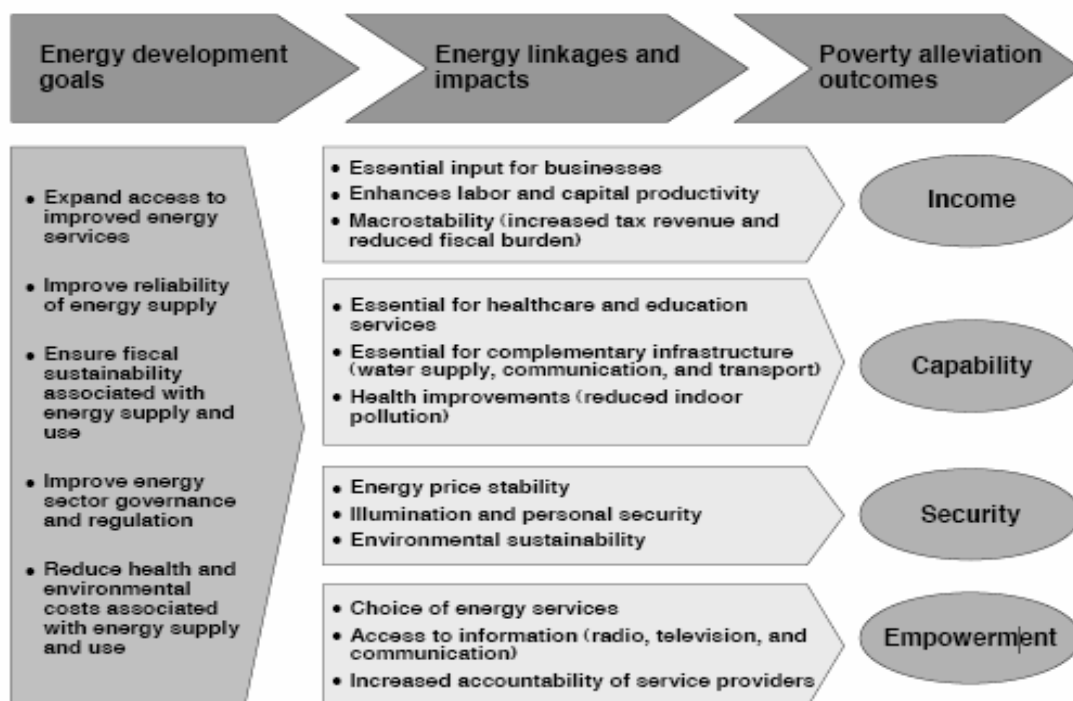 Energy development
goals
Energy linkages and
impacts
Poverty alleviation
outcomes
• Expand access to
improved energy
services
• Improve reliability
of energy supply
• Ensure fiscal
sustainability
associated with
energy supply and
use
• Improve energy
sector governance
and regulation
• Reduce health and
environmental
costs associated
with energy supply
and use
• Essential input for businesses
• Enhances labor and capital productivity
• Macrostability (increased tax revenue and
reduced fiscal burden)
Income
• Essential for healthcare and education
services
• Essential for complementary infrastructure
(water supply, communication, and transport)
• Health improvements (reduced indoor
pollution)
Capability
• Energy price stability
• Illumination and personal security
• Environmental sustainability
Security
• Choice of energy services
• Access to information (radio, television, and
communication)
• Increased accountability of service providers
Empowerment